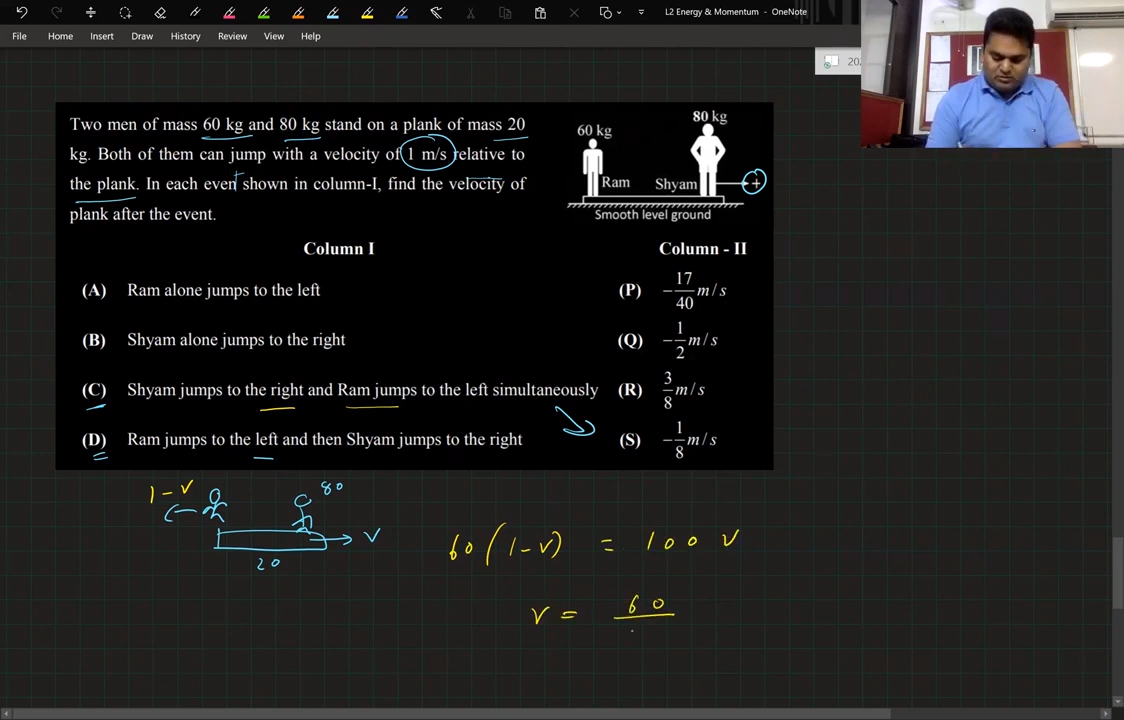 L2 Energy & Momentum - OneNote
File Home Insert Draw History Review View Help
Two men of mass 60 kg and 80 kg stand on a plank of mass 20
kg. Both of them can jump with a velocity of 1 m/s relative to
the plank. In each event shown in column-I, find the velocity of
plank after the event.
60 kg
80 kg
Ram
Shyam
+
Smooth level ground
Column I
Column - II
(A) Ram alone jumps to the left
(P) -17/40 m/s
(B) Shyam alone jumps to the right
(Q) -1/2 m/s
(C) Shyam jumps to the right and Ram jumps to the left simultaneously
(R) 3/8 m/s
(D) Ram jumps to the left and then Shyam jumps to the right
(S) -1/8 m/s
1-v
80
v
20
60(1-v) = 100 v
v = 60